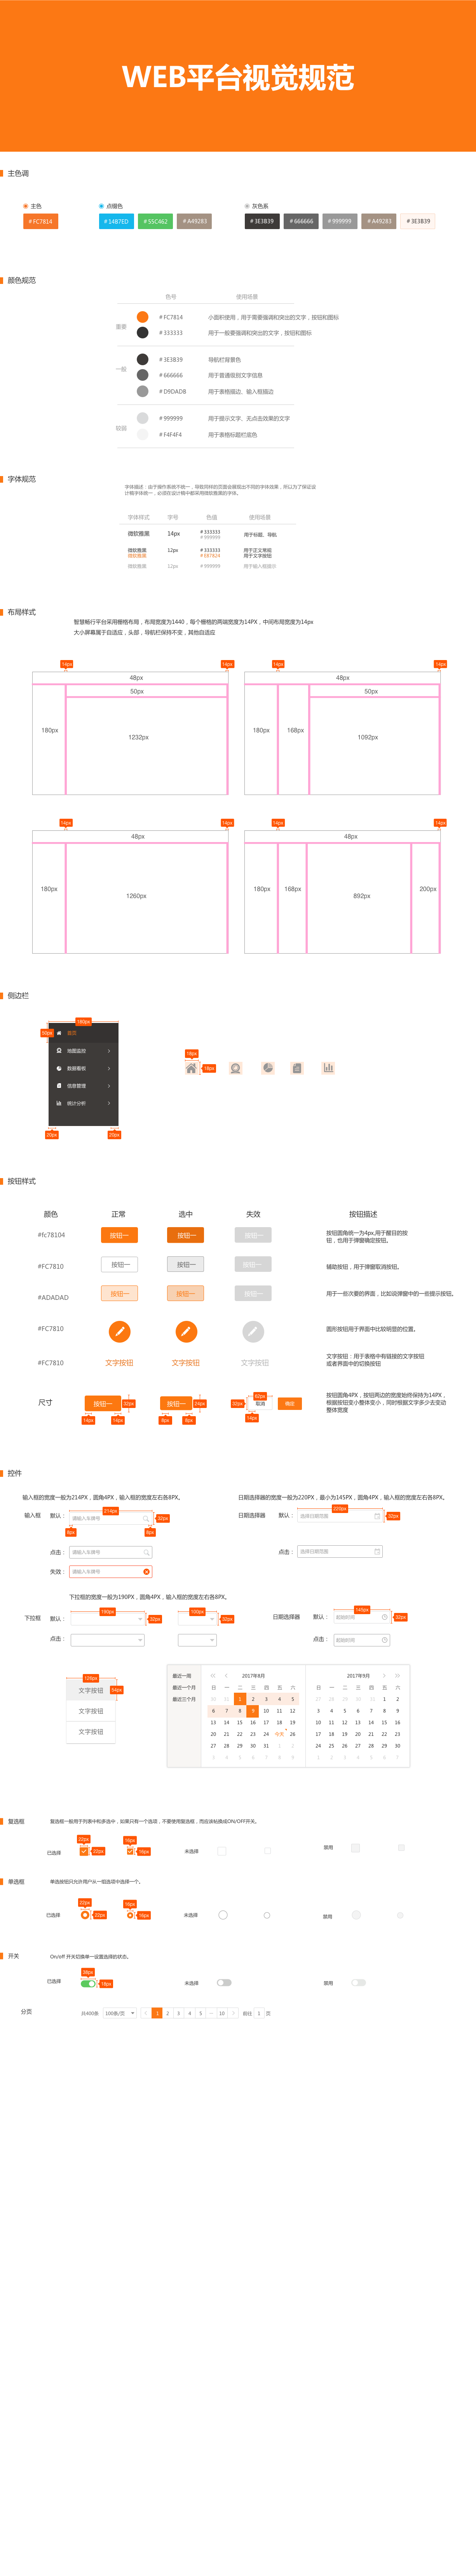 WEB平台视觉规范
主色调
主色 点缀色 灰色系
#FC7814 #14B7ED #55C462 #A49283 #3E3B39 #666666 #999999 #A49283 #3E3B39
颜色规范
色号 使用场景
重要
#FC7814 小面积使用，用于需要强调和突出的文字，按钮和图标
#333333 用于一般要强调和突出的文字，按钮和图标
一般
#3E3B39 导航栏背景色
#666666 用于普通级别文字信息
#D9DADB 用于表格描边、输入框描边
较弱
#999999 用于提示文字、无点击效果的文字
#F4F4F4 用于表格标题栏底色
字体规范
字体描述：由于操作系统不统一，导致同样的页面会展现出不同的字体效果，所以为了保证设
计稿字体统一，必须在设计稿中都采用微软雅黑的字体。
字体样式 字号 色值 使用场景
微软雅黑 14px #333333 用于标题、导航
#999999
微软雅黑 12px #333333 用于正文等级
微软雅黑 #E87824 用于文字按钮
微软雅黑 12px #999999 用于输入框提示
布局样式
智慧畅行平台采用栅格布局，布局宽度为1440，每个栅格的两端宽度为14PX，中间布局宽度为14px
大小屏幕属于自适应，头部，导航栏保持不变，其他自适应
14px 14px 14px 14px
48px 48px
50px 50px
180px 1232px 180px 168px 1092px
14px 14px 14px 14px
48px 48px
180px 1260px 180px 168px 892px 200px
侧边栏
180px
50px 首页
地图监控
数据看板
信息管理
统计分析
20px 20px
18px
18px
按钮样式
颜色 正常 选中 失效 按钮描述
#fc78104 按钮一 按钮一 按钮一 按钮圆角统一为4px,用于醒目的按
钮，也用于弹窗确定按钮。
#FC7810 按钮一 按钮一 按钮一 辅助按钮，用于弹窗取消按钮。
#ADADAD 按钮一 按钮一 按钮一 用于一些次要的界面，比如说弹窗中的一些提示按钮。
#FC7810 圆形按钮用于界面中比较明显的位置。
#FC7810 文字按钮 文字按钮 文字按钮 文字按钮：用于表格中有链接的文字按钮
或者界面中的切换按钮
尺寸 按钮一 32px 按钮一 24px 30px 62px 取消 确定
14px 14px 8px 8px 14px
按钮圆角4PX，按钮两边的宽度始终保持为14PX，
根据按钮变小整体变小，同时根据文字多少去变动
整体宽度
控件
输入框的宽度一般为214PX，圆角4PX，输入框的宽度左右各8PX。
日期选择器的宽度一般为220PX，最小为145PX，圆角4PX，输入框的宽度左右各8PX。
输入框 默认： 214px 请输入车牌号 32px
8px 8px
日期选择器 默认： 220px 选择日期范围 32px
点击： 请输入车牌号
点击： 选择日期范围
失效： 请输入车牌号
下拉框的宽度一般为190PX，圆角4PX，输入框的宽度左右各8PX。
下拉框 默认： 190px 32px 100px 32px
日期选择器 默认： 145px 起始时间 32px
点击：
点击： 起始时间
128px
文字按钮 54px
文字按钮
文字按钮
最近一周
最近一个月
最近三个月
2017年8月
日 一 二 三 四 五 六
30 31 1 2 3 4 5
6 7 8 9 10 11 12
13 14 15 16 17 18 19
20 21 22 23 24 今天 26
27 28 29 30 31 1 2
3 4 5 6 7 8 9
2017年9月
日 一 二 三 四 五 六
27 28 29 30 31 1 2
3 4 5 6 7 8 9
10 11 12 13 14 15 16
17 18 19 20 21 22 23
24 25 26 27 28 29 30
1 2 3 4 5 6 7
复选框 复选框一般用于列表中和多选中，如果只有一个选项，不要使用复选框，而应该帖换成ON/OFF开关。
已选择 22px 22px 16px 16px 未选择 禁用
单选框 单选按钮只允许用户从一组选项中选择一个。
已选择 22px 22px 16px 16px 未选择 禁用
开关 On/off 开关切换单一设置选择的状态。
已选择 38px 18px 未选择 禁用
分页 共400条 100条/页 1 2 3 4 5 ··· 10 前往 1 页